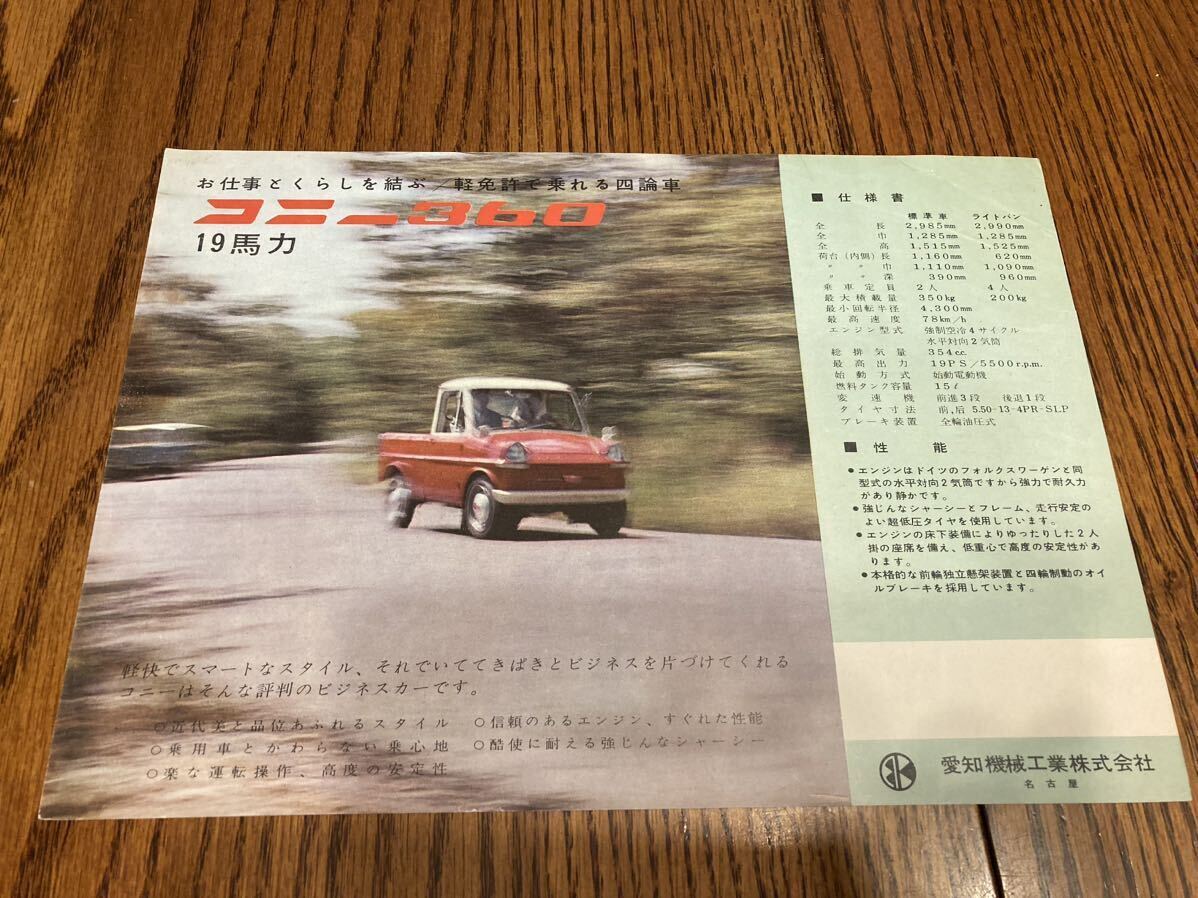 お仕事とくらしを結ぶ/軽免許で乗れる四論車
コニー360
19馬力
軽快でスマートなスタイル、それでいててきぱきとビジネスを片づけてくれる
コニーはそんな評判のビジネスカーです。
○近代美と品位あふれるスタイル
○乗用車とかわらない乗心地
○楽な運転操作、高度の安定性
○信頼のあるエンジン、すぐれた性能
○酷使に耐える強じんなシャーシー
■ 仕様書
標準車 ライトバン
全長 2,985mm 2,990mm
全巾 1,285mm 1,285mm
全高 1,515mm 1,525mm
荷台(内側)長 1,160mm 620mm
〃 〃 巾 1,110mm 1,090mm
〃 〃 深 390mm 960mm
乗車定員 2人 4人
最大積載量 350kg 200kg
最小回転半径 4,300mm
最高速度 78km/h
エンジン型式 強制空冷4サイクル
水平対向2気筒
総排気量 354c.c.
最高出力 19PS/5500r.p.m.
始動方式 始動電動機
燃料タンク容量 15ℓ
変速機 前進3段 後退1段
タイヤ寸法 前,后 5.50-13-4PR-SLP
ブレーキ装置 全輪油圧式
■ 性能
●エンジンはドイツのフォルクスワーゲンと同
型式の水平対向2気筒ですから強力で耐久力
があり静かです。
●強じんなシャーシーとフレーム、走行安定の
よい超低圧タイヤを使用しています。
●エンジンの床下装備によりゆったりした2人
掛の座席を備え、低重心で高度の安定性があ
ります。
●本格的な前輪独立懸架装置と四輪制動のオイ
ルブレーキを採用しています。
愛知機械工業株式会社
名古屋